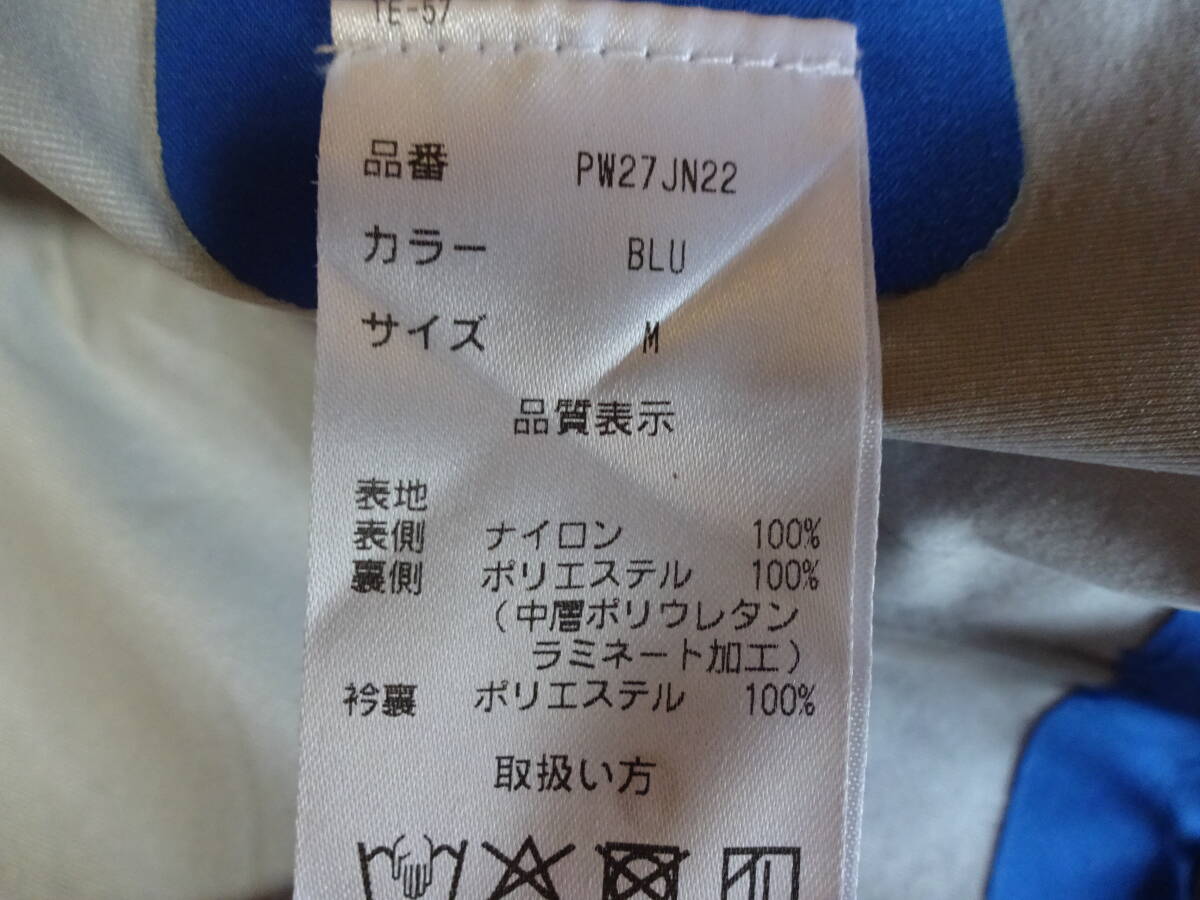 TE-57
品番 PW27JN22
カラー BLU
サイズ M
品質表示
表地
表側 ナイロン 100%
裏側 ポリエステル 100%
(中層ポリウレタン
ラミネート加工)
衿裏 ポリエステル 100%
取扱い方